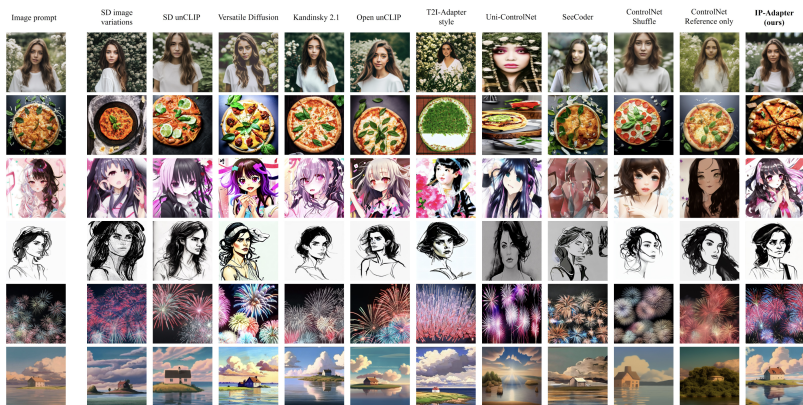 Image prompt
SD image
variations
SD unCLIP
Versatile Diffusion
Kandinsky 2.1
Open unCLIP
T2I-Adapter
style
Uni-ControlNet
SeeCoder
ControlNet
Shuffle
ControlNet
Reference only
IP-Adapter
(ours)